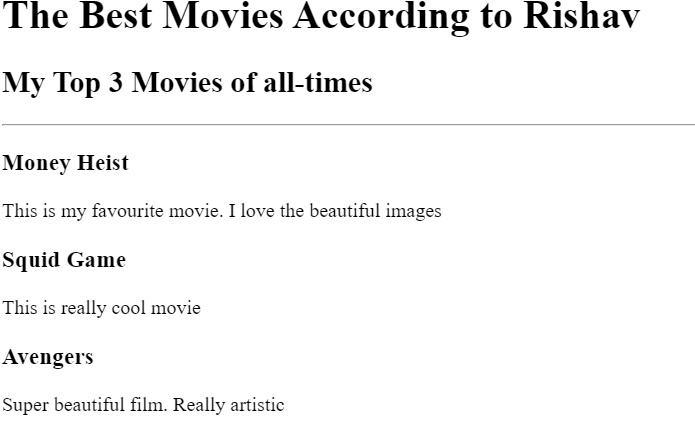 The Best Movies According to Rishav
My Top 3 Movies of all-times
Money Heist
This is my favourite movie. I love the beautiful images
Squid Game
This is really cool movie
Avengers
Super beautiful film. Really artistic